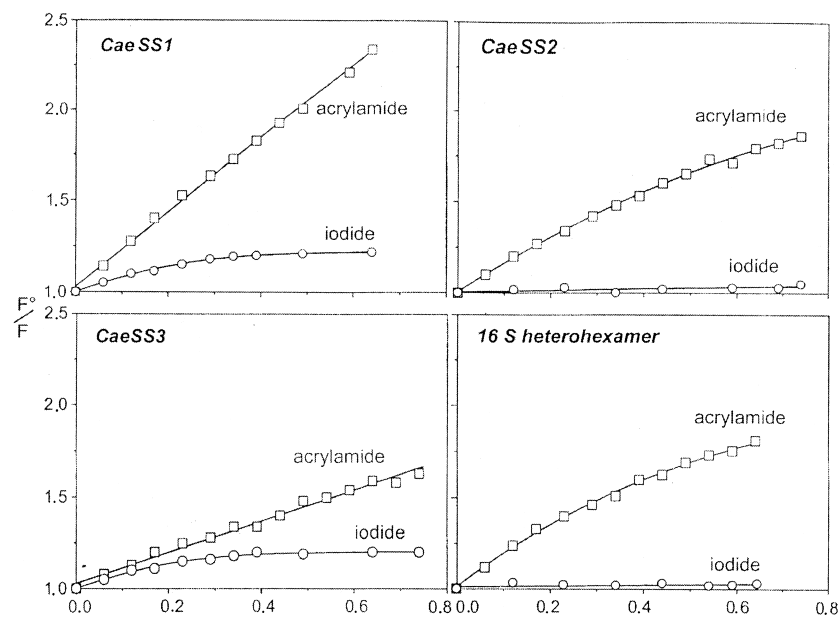 CaeSS1
CaeSS2
2.5
2.0
1.5
1.0
acrylamide
iodide
acrylamide
iodide
F°
/
F
CaeSS3
16 S heterohexamer
2.5
2.0
1.5
1.0
acrylamide
iodide
acrylamide
iodide
0.0 0.2 0.4 0.6 0.8 0.0 0.2 0.4 0.6 0.8